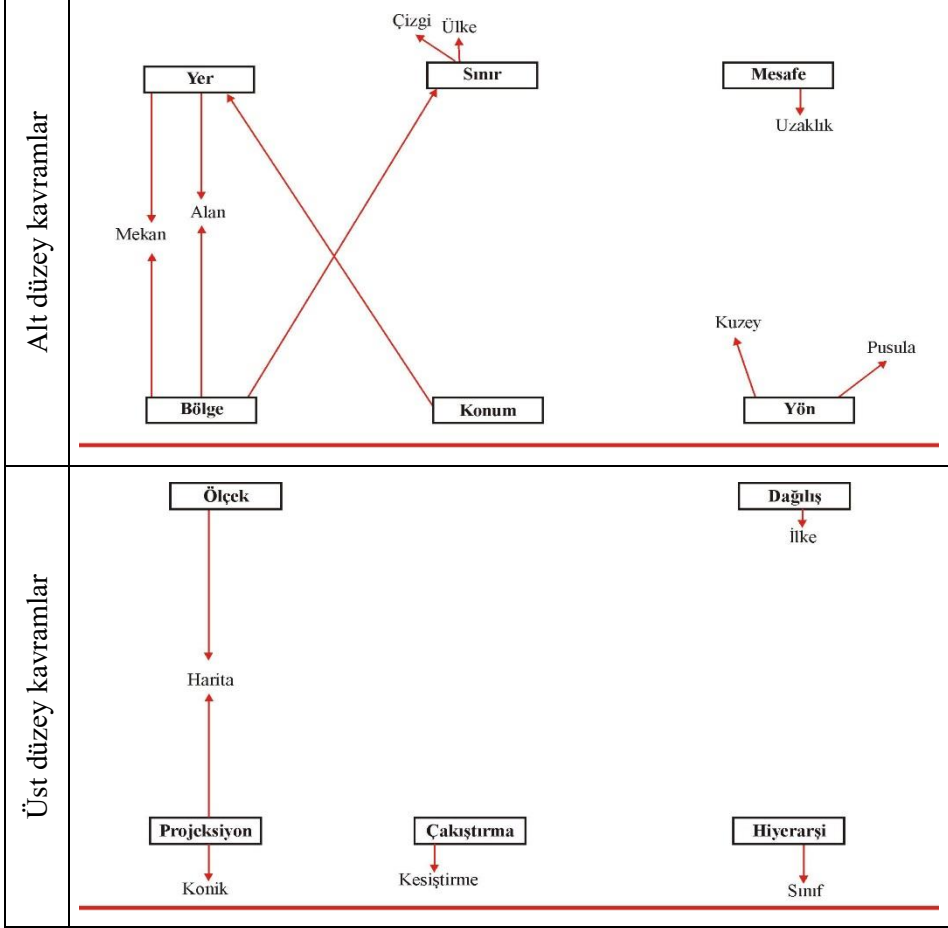 Alt düzey kavramlar
Çizgi
Ülke
Yer
Sınır
Mesafe
Uzaklık
Alan
Mekan
Kuzey
Pusula
Bölge
Konum
Yön
Üst düzey kavramlar
Ölçek
Dağılış
İlke
Harita
Projeksiyon
Çakıştırma
Hiyerarşi
Konik
Kesiştirme
Sınıf